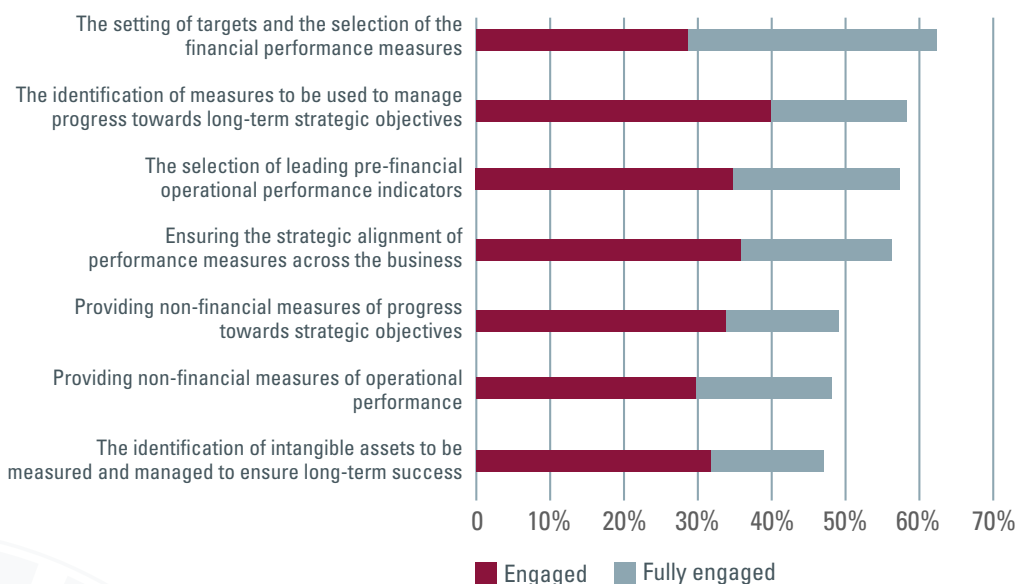 The setting of targets and the selection of the
financial performance measures
The identification of measures to be used to manage
progress towards long-term strategic objectives
The selection of leading pre-financial
operational performance indicators
Ensuring the strategic alignment of
performance measures across the business
Providing non-financial measures of progress
towards strategic objectives
Providing non-financial measures of operational
performance
The identification of intangible assets to be
measured and managed to ensure long-term success
0 10% 20% 30% 40% 50% 60% 70%
Engaged Fully engaged